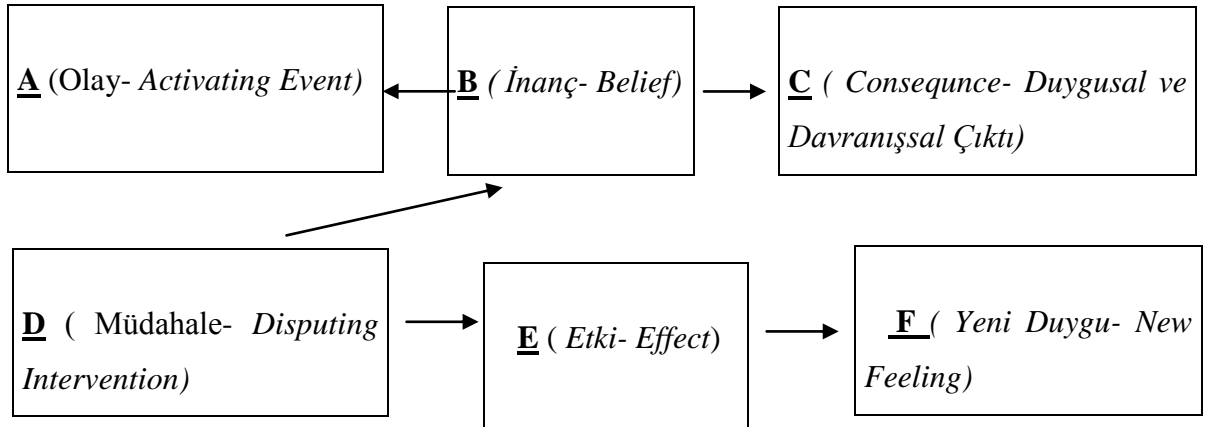 A (Olay- Activating Event)
B ( İnanç- Belief)
C ( Consequnce- Duygusal ve
Davranışsal Çıktı)
D ( Müdahale- Disputing
Intervention)
E ( Etki- Effect)
F ( Yeni Duygu- New
Feeling)